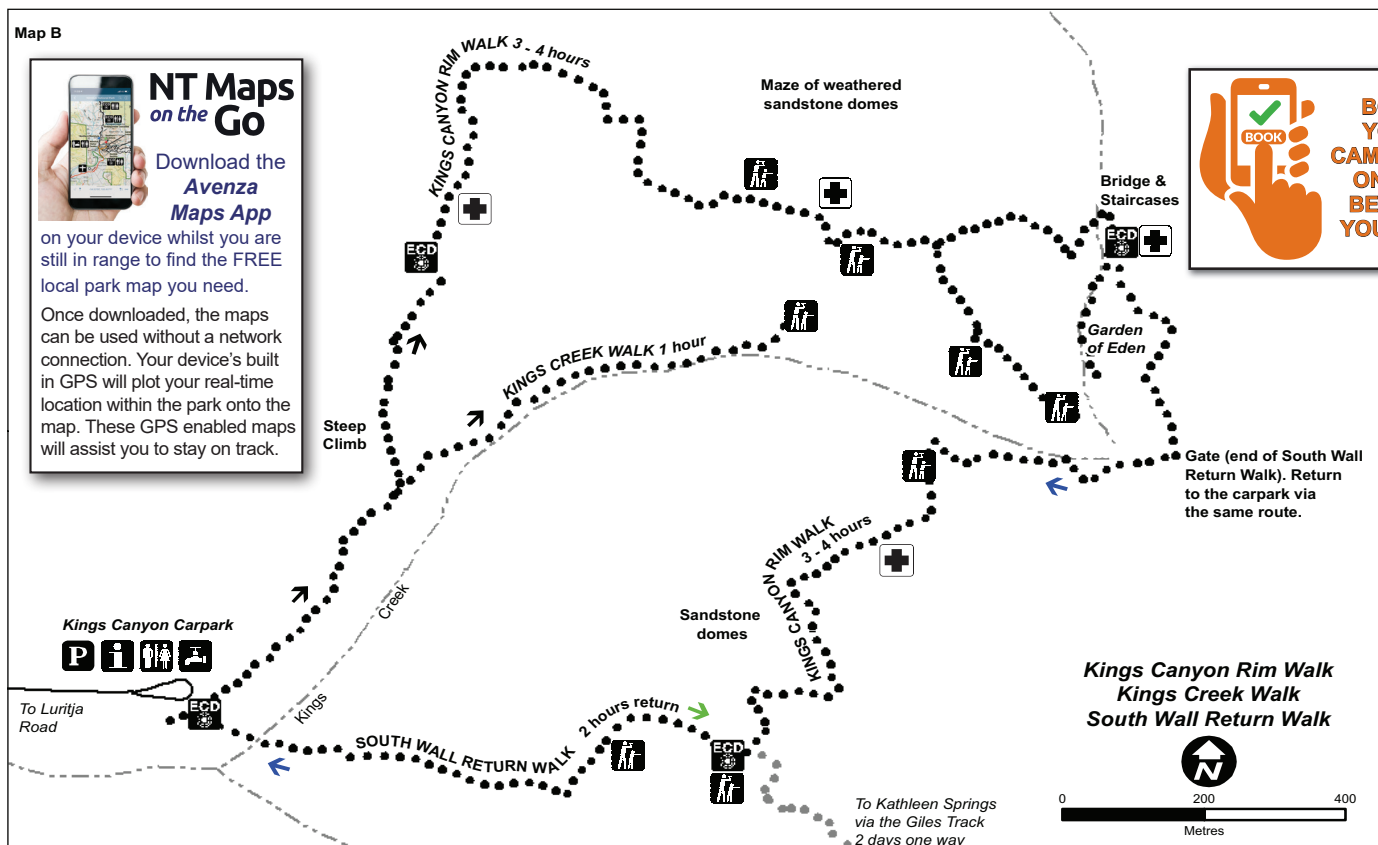 Map B
NT Maps
on the Go
Download the
Avenza
Maps App
on your device whilst you are
still in range to find the FREE
local park map you need.
Once downloaded, the maps
can be used without a network
connection. Your device's built
in GPS will plot your real-time
location within the park onto the
map. These GPS enabled maps
will assist you to stay on track.
KINGS CANYON RIM WALK 3 - 4 hours
Maze of weathered
sandstone domes
BOOK
ECD
Bridge &
Staircases
ECD
Garden
of Eden
KINGS CREEK WALK 1 hour
Steep
Climb
Gate (end of South Wall
Return Walk). Return
to the carpark via
the same route.
KINGS CANYON RIM WALK
3 - 4 hours
Creek
Kings
Sandstone
domes
KINGS CANYON
Kings Canyon Carpark
P i
ECD
To Luritja
Road
SOUTH WALL RETURN WALK 2 hours return
ECD
To Kathleen Springs
via the Giles Track
2 days one way
Kings Canyon Rim Walk
Kings Creek Walk
South Wall Return Walk
N
0 200 400
Metres